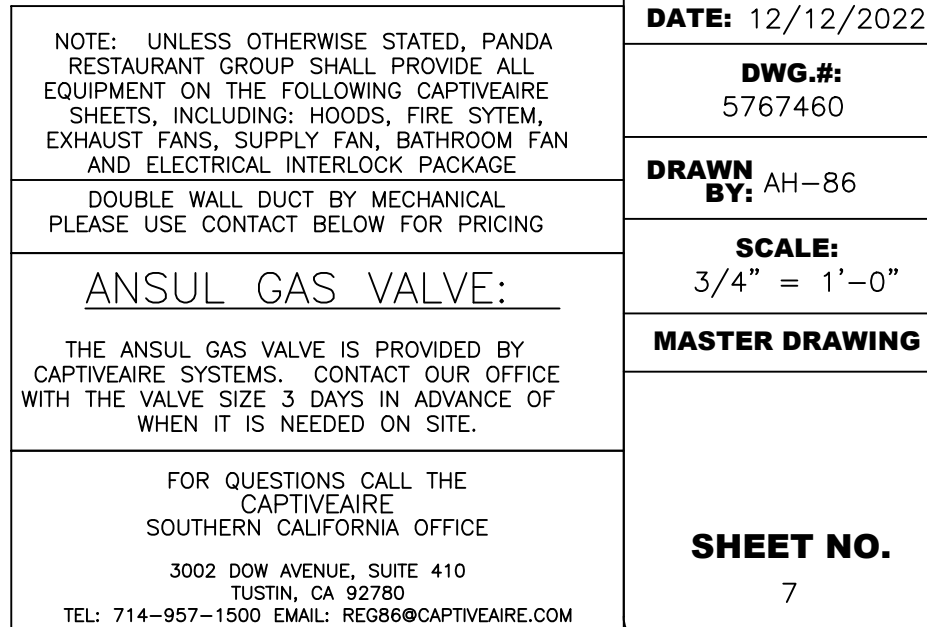 NOTE: UNLESS OTHERWISE STATED, PANDA
RESTAURANT GROUP SHALL PROVIDE ALL
EQUIPMENT ON THE FOLLOWING CAPTIVEAIRE
SHEETS, INCLUDING: HOODS, FIRE SYTEM,
EXHAUST FANS, SUPPLY FAN, BATHROOM FAN
AND ELECTRICAL INTERLOCK PACKAGE
DOUBLE WALL DUCT BY MECHANICAL
PLEASE USE CONTACT BELOW FOR PRICING
ANSUL GAS VALVE:
THE ANSUL GAS VALVE IS PROVIDED BY
CAPTIVEAIRE SYSTEMS. CONTACT OUR OFFICE
WITH THE VALVE SIZE 3 DAYS IN ADVANCE OF
WHEN IT IS NEEDED ON SITE.
FOR QUESTIONS CALL THE
CAPTIVEAIRE
SOUTHERN CALIFORNIA OFFICE
3002 DOW AVENUE, SUITE 410
TUSTIN, CA 92780
TEL: 714-957-1500 EMAIL: REG86@CAPTIVEAIRE.COM
DATE: 12/12/2022
DWG.#:
5767460
DRAWN
BY: AH-86
SCALE:
3/4" = 1'-0"
MASTER DRAWING
SHEET NO.
7